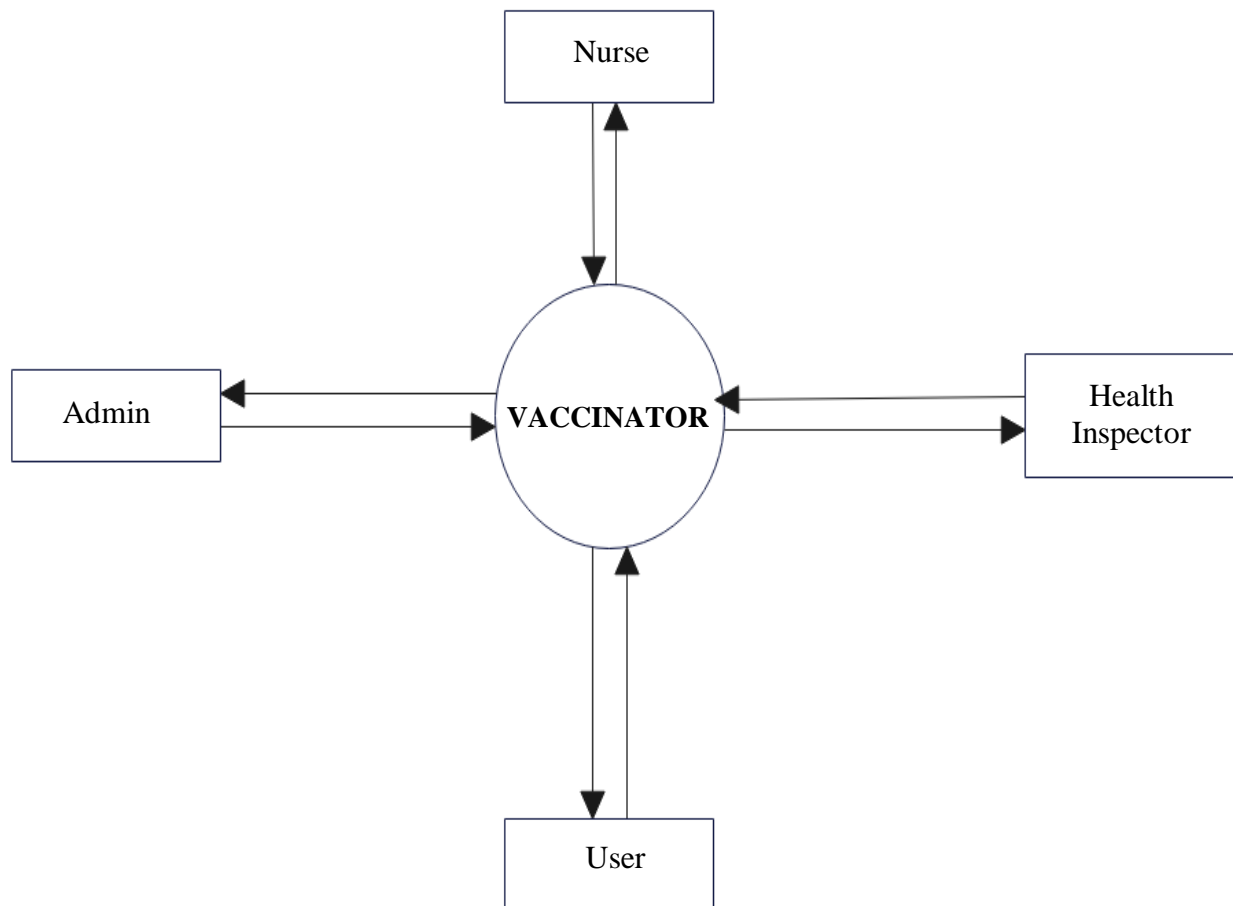 Nurse
Admin
VACCINATOR
Health
Inspector
User